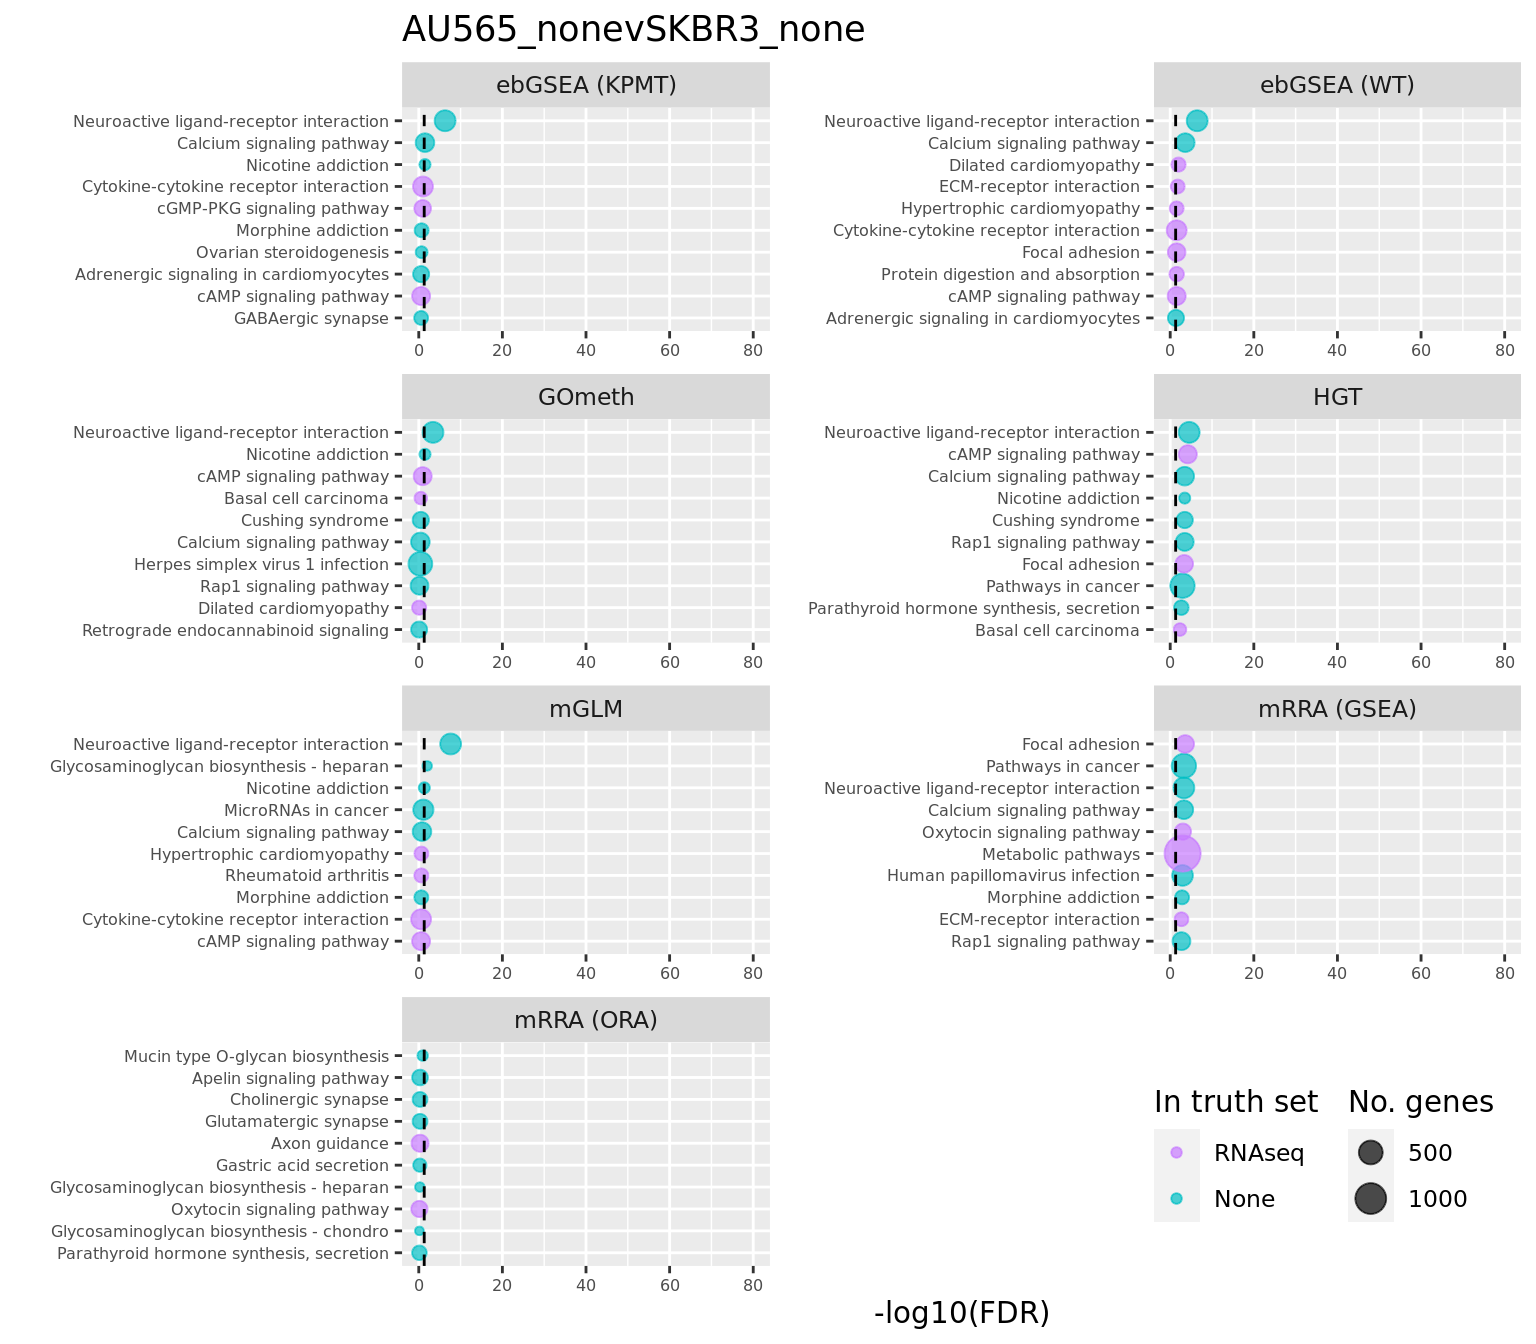 AU565_nonevSKBR3_none
ebGSEA (KPMT)
Neuroactive ligand-receptor interaction
Calcium signaling pathway
Nicotine addiction
Cytokine-cytokine receptor interaction
cGMP-PKG signaling pathway
Morphine addiction
Ovarian steroidogenesis
Adrenergic signaling in cardiomyocytes
cAMP signaling pathway
GABAergic synapse
0 20 40 60 80
ebGSEA (WT)
Neuroactive ligand-receptor interaction
Calcium signaling pathway
Dilated cardiomyopathy
ECM-receptor interaction
Hypertrophic cardiomyopathy
Cytokine-cytokine receptor interaction
Focal adhesion
Protein digestion and absorption
cAMP signaling pathway
Adrenergic signaling in cardiomyocytes
0 20 40 60 80
GOmeth
Neuroactive ligand-receptor interaction
Nicotine addiction
cAMP signaling pathway
Basal cell carcinoma
Cushing syndrome
Calcium signaling pathway
Herpes simplex virus 1 infection
Rap1 signaling pathway
Dilated cardiomyopathy
Retrograde endocannabinoid signaling
0 20 40 60 80
HGT
Neuroactive ligand-receptor interaction
cAMP signaling pathway
Calcium signaling pathway
Nicotine addiction
Cushing syndrome
Rap1 signaling pathway
Focal adhesion
Pathways in cancer
Parathyroid hormone synthesis, secretion
Basal cell carcinoma
0 20 40 60 80
mGLM
Neuroactive ligand-receptor interaction
Glycosaminoglycan biosynthesis - heparan
Nicotine addiction
MicroRNAs in cancer
Calcium signaling pathway
Hypertrophic cardiomyopathy
Rheumatoid arthritis
Morphine addiction
Cytokine-cytokine receptor interaction
cAMP signaling pathway
0 20 40 60 80
mRRA (GSEA)
Focal adhesion
Pathways in cancer
Neuroactive ligand-receptor interaction
Calcium signaling pathway
Oxytocin signaling pathway
Metabolic pathways
Human papillomavirus infection
Morphine addiction
ECM-receptor interaction
Rap1 signaling pathway
0 20 40 60 80
mRRA (ORA)
Mucin type O-glycan biosynthesis
Apelin signaling pathway
Cholinergic synapse
Glutamatergic synapse
Axon guidance
Gastric acid secretion
Glycosaminoglycan biosynthesis - heparan
Oxytocin signaling pathway
Glycosaminoglycan biosynthesis - chondro
Parathyroid hormone synthesis, secretion
0 20 40 60 80
In truth set
RNAseq
None
No. genes
500
1000
-log10(FDR)